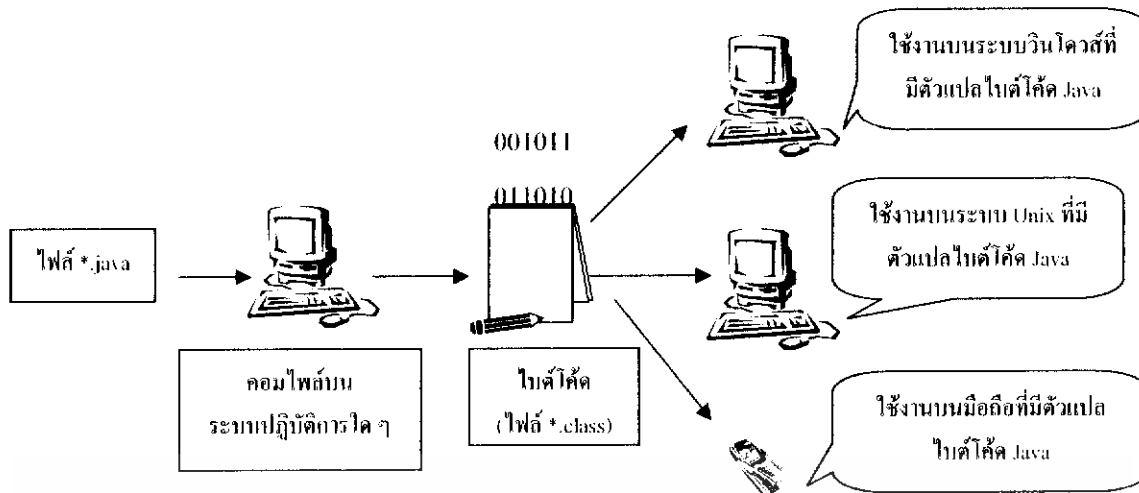 ใช้งานบนระบบวินโดวส์ที่
มีตัวแปลไบต์โค้ด Java
001011
011010
ไฟล์ *.java
ใช้งานบนระบบ Unix ที่มี
ตัวแปลไบต์โค้ด Java
คอมไพล์บน
ระบบปฏิบัติการใด ๆ
ไบต์โค้ด
(ไฟล์ *.class)
ใช้งานบนมือถือที่มีตัวแปล
ไบต์โค้ด Java